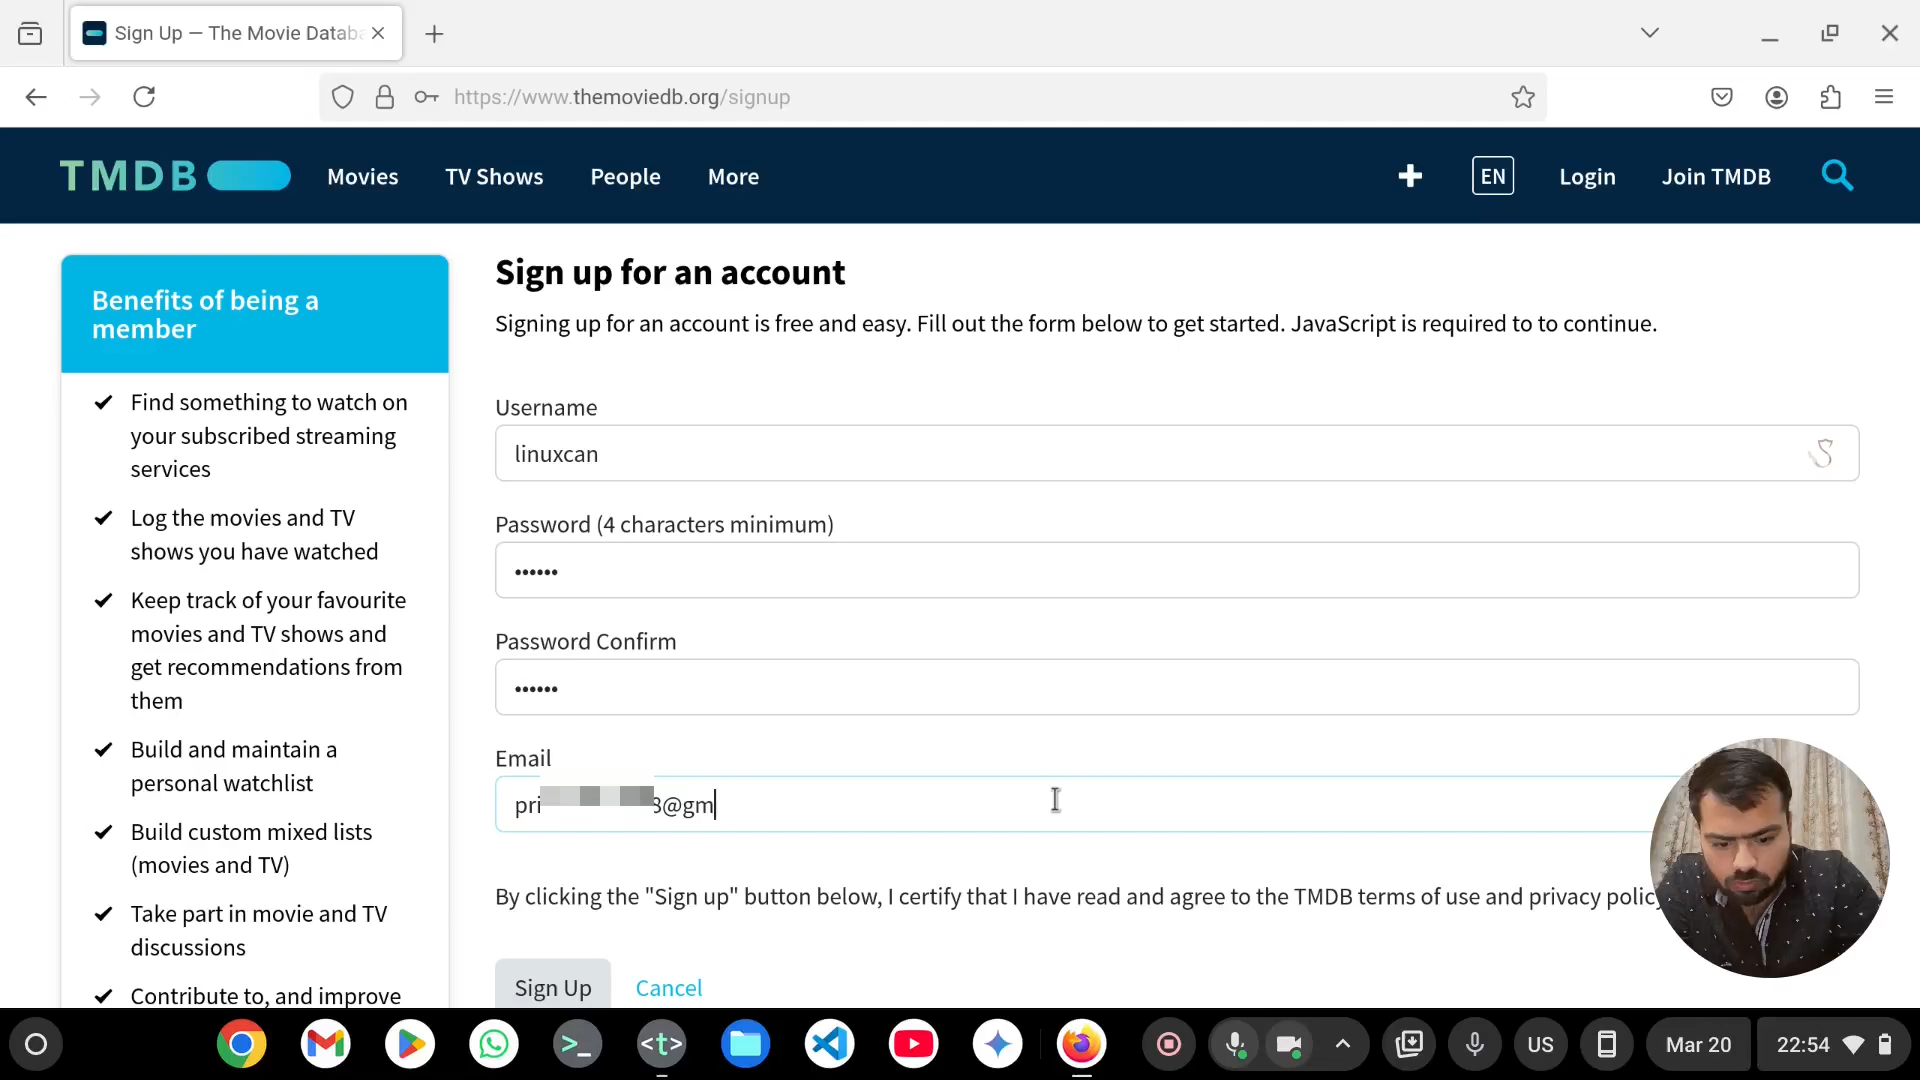 Sign Up — The Movie Databa
https://www.themoviedb.org/signup
TMDB
Movies
TV Shows
People
More
EN
Login
Join TMDB
Benefits of being a
member
Find something to watch on
your subscribed streaming
services
Log the movies and TV
shows you have watched
Keep track of your favourite
movies and TV shows and
get recommendations from
them
Build and maintain a
personal watchlist
Build custom mixed lists
(movies and TV)
Take part in movie and TV
discussions
Contribute to, and improve
Sign up for an account
Signing up for an account is free and easy. Fill out the form below to get started. JavaScript is required to to continue.
Username
linuxcan
Password (4 characters minimum)
••••••
Password Confirm
••••••
Email
pri 8@gm
By clicking the "Sign up" button below, I certify that I have read and agree to the TMDB terms of use and privacy policy
Sign Up
Cancel
>_
<t>
US
Mar 20
22:54